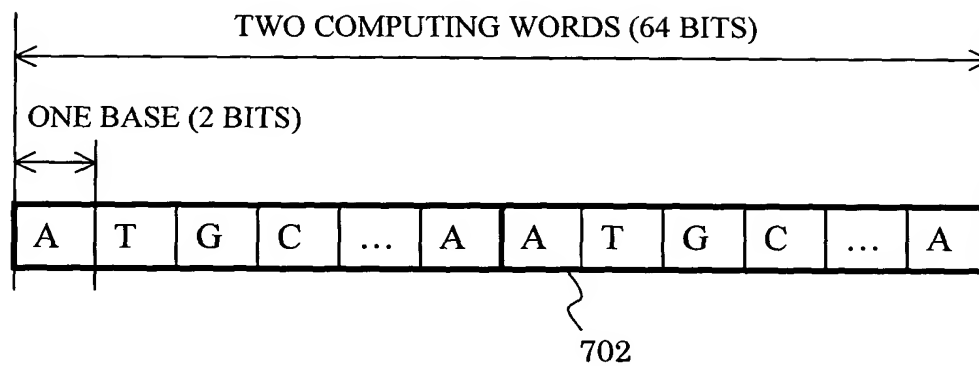 TWO COMPUTING WORDS (64 BITS)
ONE BASE (2 BITS)
A T G C ... A A T G C ... A
702